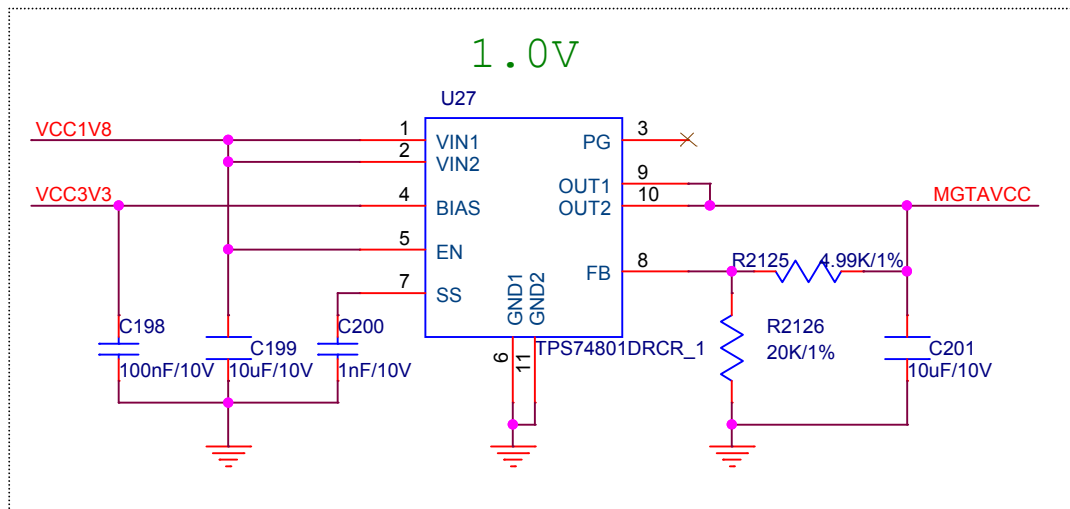 1.0V
U27
VCC1V8
1
VIN1
PG
3
2
VIN2
OUT1
9
VCC3V3
4
BIAS
OUT2
10
MGTAVCC
5
EN
FB
8
R2125
4.99K/1%
7
SS
GND1
GND2
6
11
TPS74801DRCR_1
C198
100nF/10V
C199
10uF/10V
C200
1nF/10V
R2126
20K/1%
C201
10uF/10V